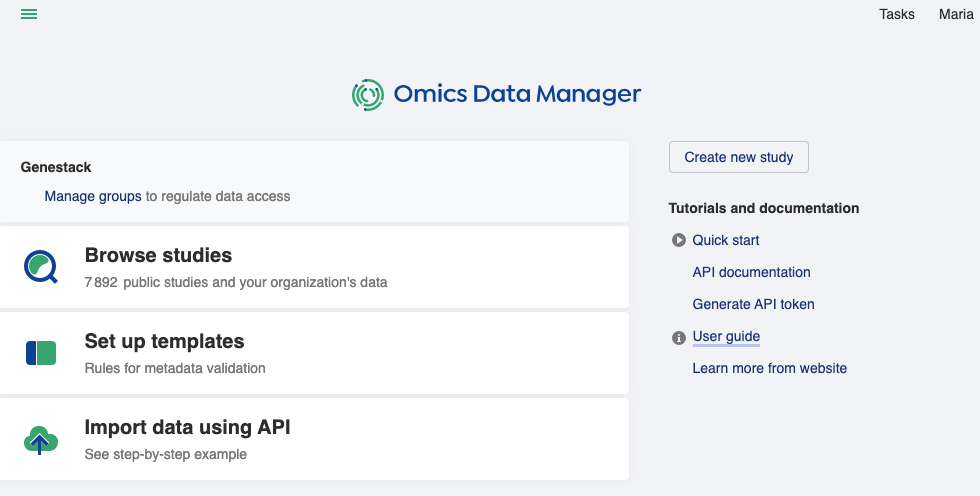 Tasks Maria
Omics Data Manager
Genestack
Manage groups to regulate data access
Browse studies
7 892 public studies and your organization's data
Set up templates
Rules for metadata validation
Import data using API
See step-by-step example
Create new study
Tutorials and documentation
Quick start
API documentation
Generate API token
User guide
Learn more from website